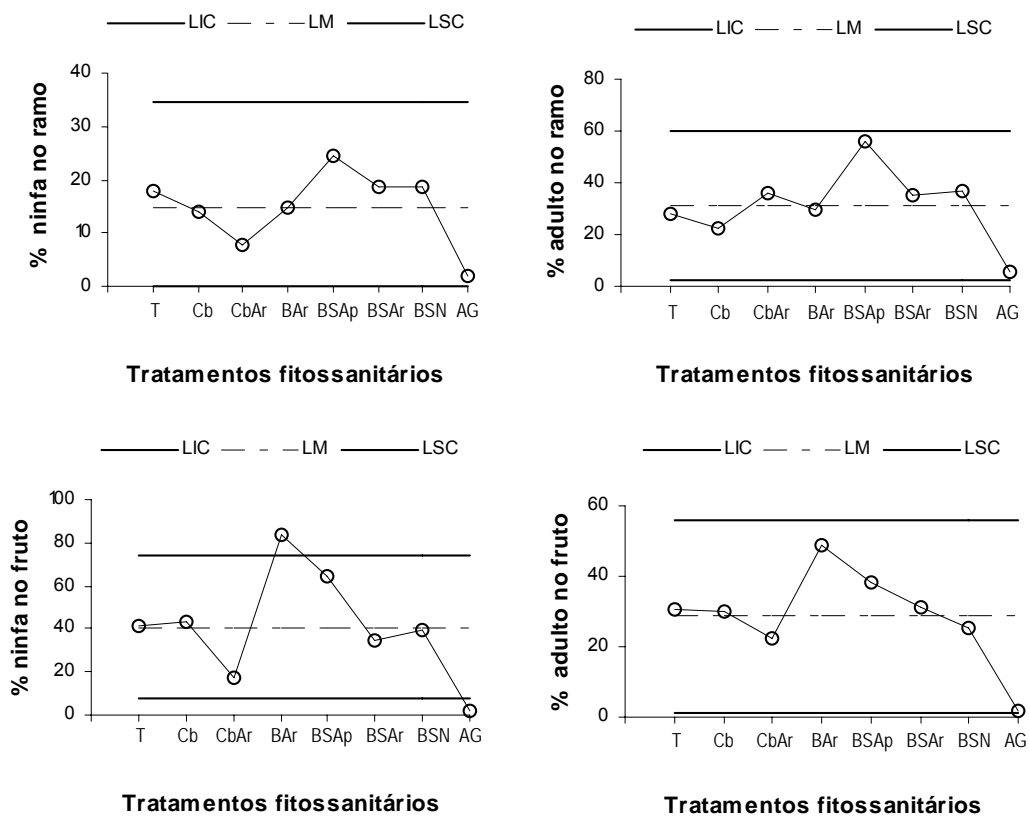 LIC LM LSC
% ninfa no ramo
40
30
20
10
0
T Cb CbAr BAr BSAp BSAr BSN AG
Tratamentos fitossanitários
LIC LM LSC
% adulto no ramo
80
60
40
20
0
T Cb CbAr BAr BSAp BSAr BSN AG
Tratamentos fitossanitários
LIC LM LSC
% ninfa no fruto
100
80
60
40
20
0
T Cb CbAr BAr BSAp BSAr BSN AG
Tratamentos fitossanitários
LIC LM LSC
% adulto no fruto
60
40
20
0
T Cb CbAr BAr BSAp BSAr BSN AG
Tratamentos fitossanitários